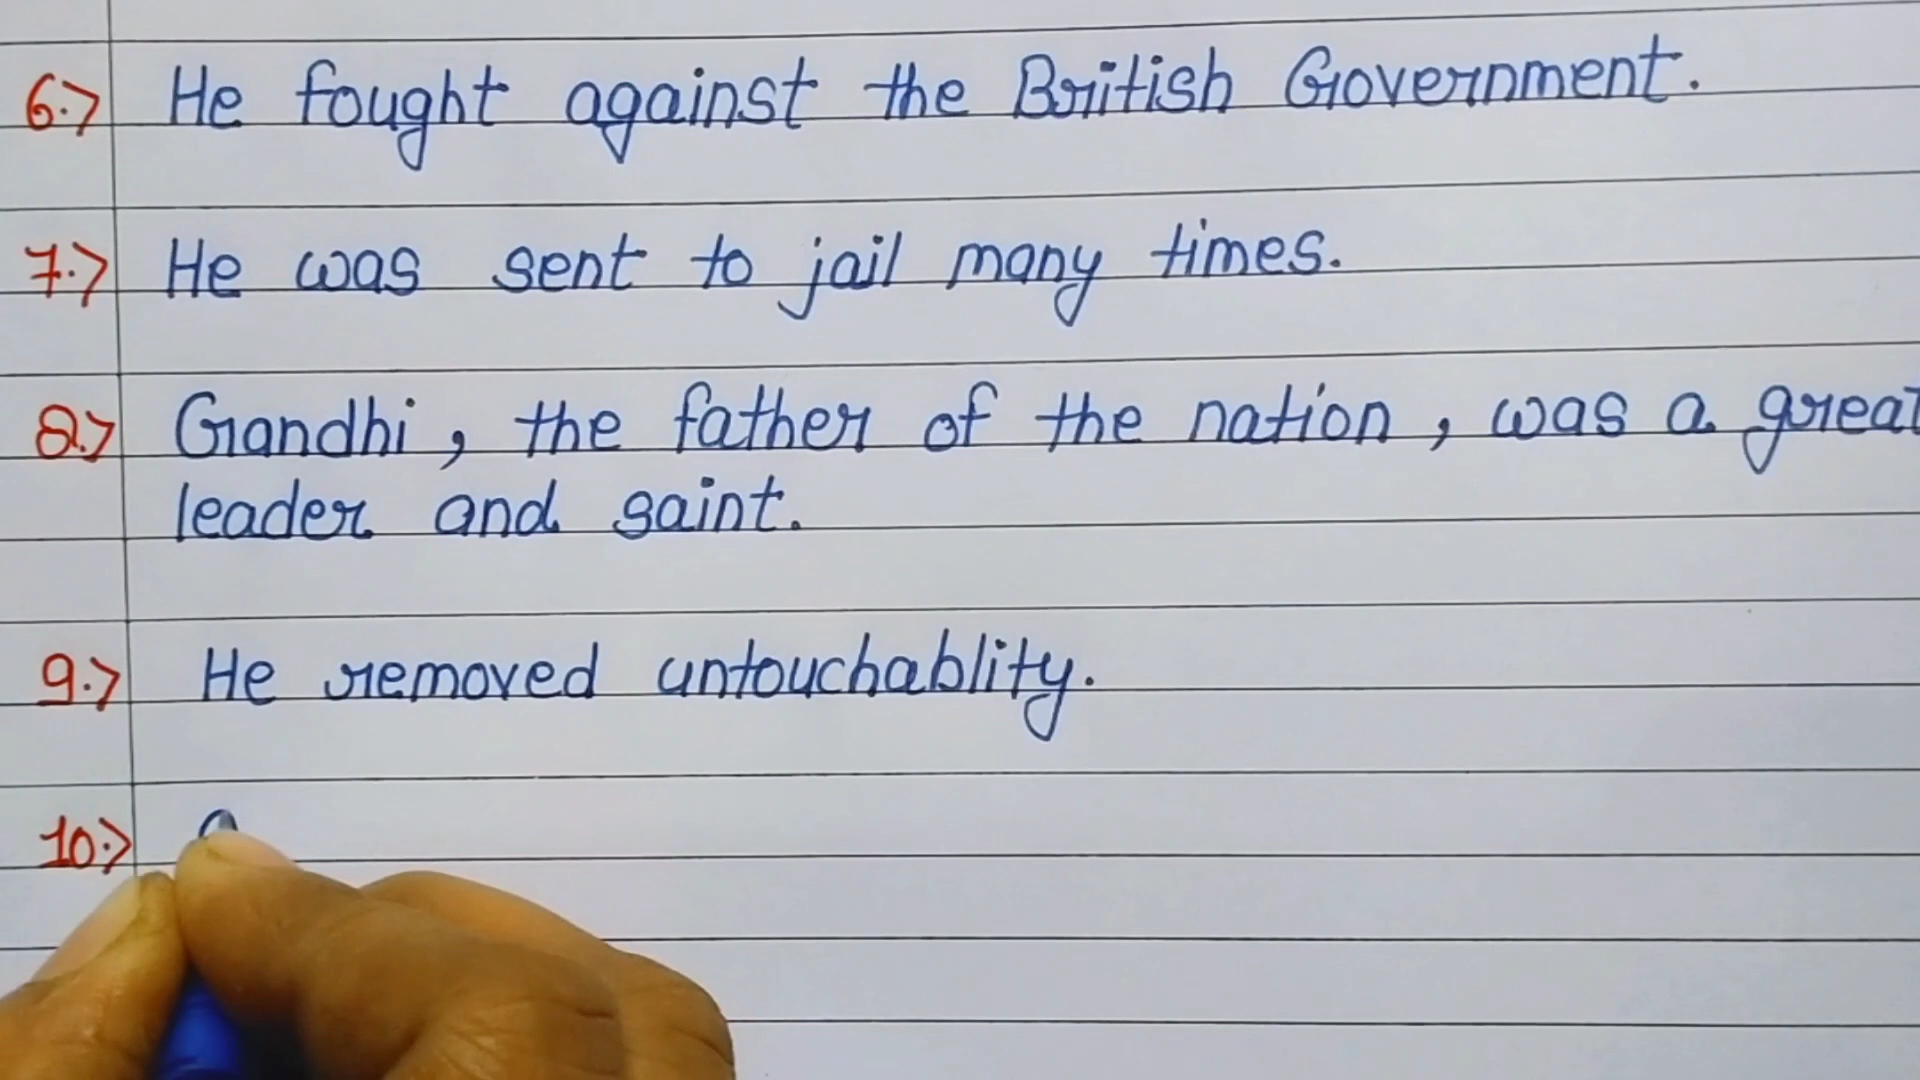 6.> He fought against the British Government.
7.> He was sent to jail many times.
8.> Gandhi, the father of the nation, was a great
leader and saint.
9.> He removed untouchablity.
10.>